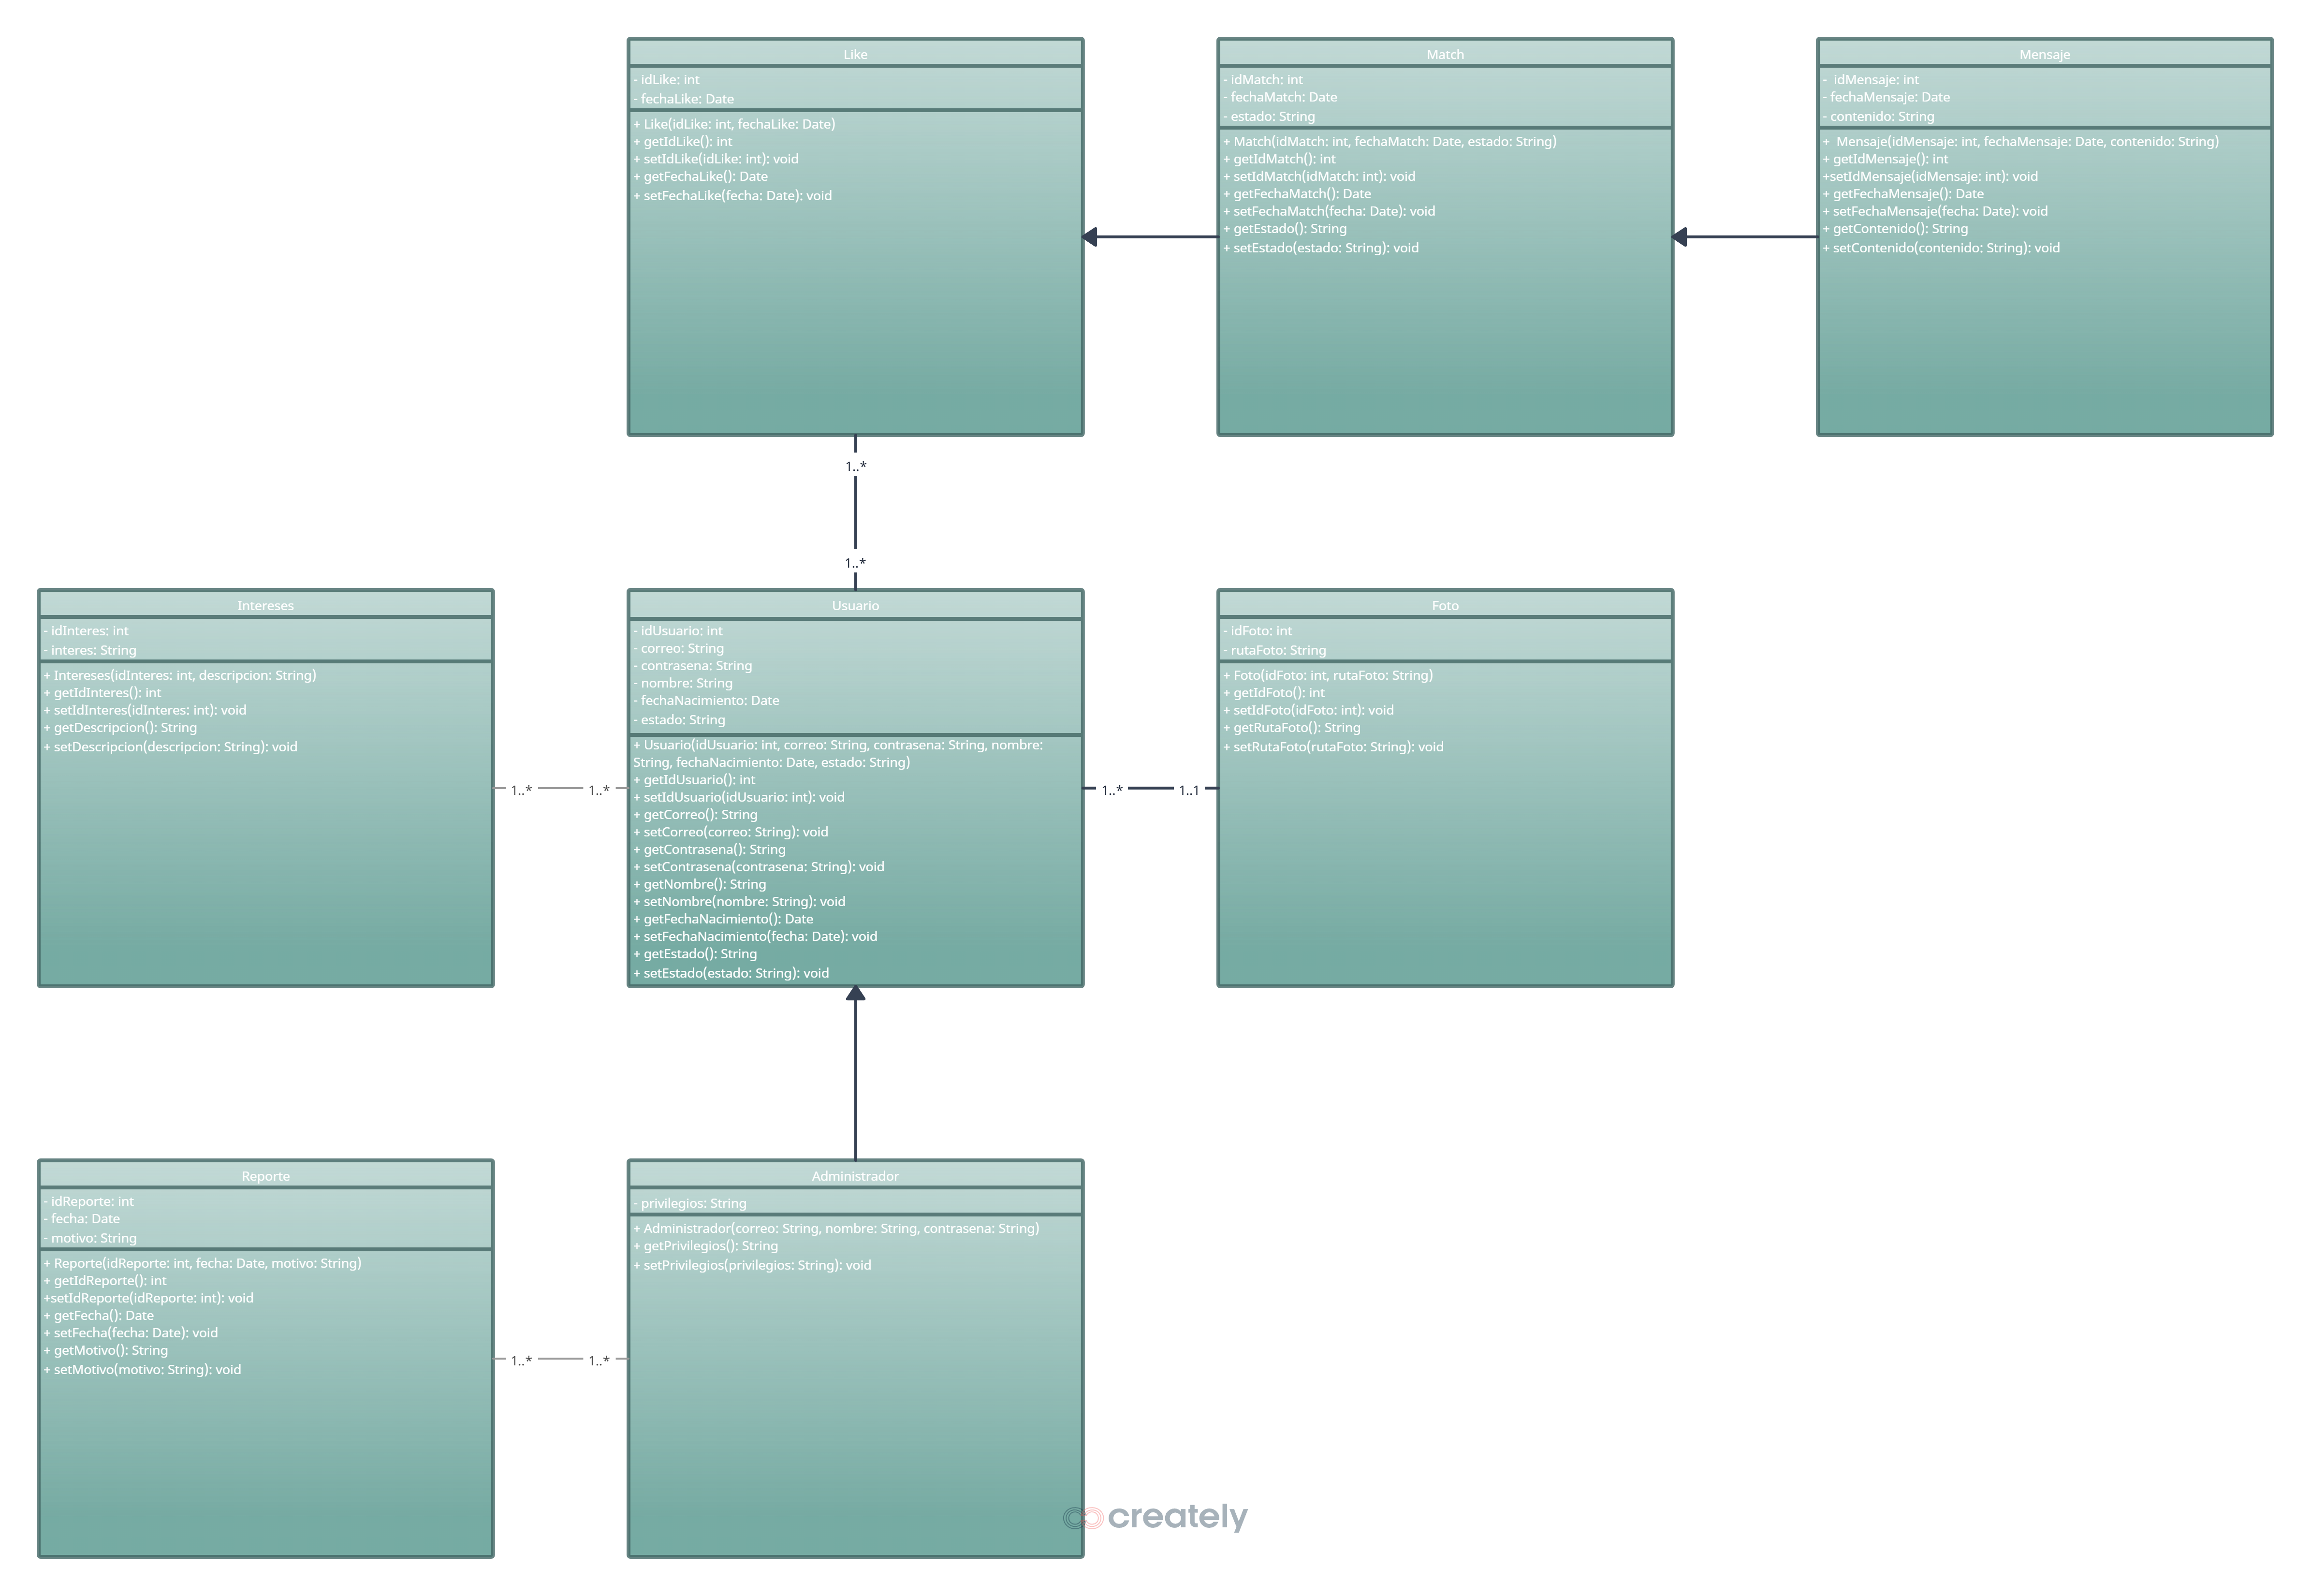 Like
- idLike: int
- fechaLike: Date
+ Like(idLike: int, fechaLike: Date)
+ getIdLike(): int
+ setIdLike(idLike: int): void
+ getFechaLike(): Date
+ setFechaLike(fecha: Date): void
Match
- idMatch: int
- fechaMatch: Date
- estado: String
+ Match(idMatch: int, fechaMatch: Date, estado: String)
+ getIdMatch(): int
+ setIdMatch(idMatch: int): void
+ getFechaMatch(): Date
+ setFechaMatch(fecha: Date): void
+ getEstado(): String
+ setEstado(estado: String): void
Mensaje
-  idMensaje: int
- fechaMensaje: Date
- contenido: String
+  Mensaje(idMensaje: int, fechaMensaje: Date, contenido: String)
+ getIdMensaje(): int
+setIdMensaje(idMensaje: int): void
+ getFechaMensaje(): Date
+ setFechaMensaje(fecha: Date): void
+ getContenido(): String
+ setContenido(contenido: String): void
1..*
1..*
Intereses
- idInteres: int
- interes: String
+ Intereses(idInteres: int, descripcion: String)
+ getIdInteres(): int
+ setIdInteres(idInteres: int): void
+ getDescripcion(): String
+ setDescripcion(descripcion: String): void
1..*
1..*
Usuario
- idUsuario: int
- correo: String
- contrasena: String
- nombre: String
- fechaNacimiento: Date
- estado: String
+ Usuario(idUsuario: int, correo: String, contrasena: String, nombre:
String, fechaNacimiento: Date, estado: String)
+ getIdUsuario(): int
+ setIdUsuario(idUsuario: int): void
+ getCorreo(): String
+ setCorreo(correo: String): void
+ getContrasena(): String
+ setContrasena(contrasena: String): void
+ getNombre(): String
+ setNombre(nombre: String): void
+ getFechaNacimiento(): Date
+ setFechaNacimiento(fecha: Date): void
+ getEstado(): String
+ setEstado(estado: String): void
1..*
1..1
Foto
- idFoto: int
- rutaFoto: String
+ Foto(idFoto: int, rutaFoto: String)
+ getIdFoto(): int
+ setIdFoto(idFoto: int): void
+ getRutaFoto(): String
+ setRutaFoto(rutaFoto: String): void
Reporte
- idReporte: int
- fecha: Date
- motivo: String
+ Reporte(idReporte: int, fecha: Date, motivo: String)
+ getIdReporte(): int
+setIdReporte(idReporte: int): void
+ getFecha(): Date
+ setFecha(fecha: Date): void
+ getMotivo(): String
+ setMotivo(motivo: String): void
1..*
1..*
Administrador
- privilegios: String
+ Administrador(correo: String, nombre: String, contrasena: String)
+ getPrivilegios(): String
+ setPrivilegios(privilegios: String): void
creately